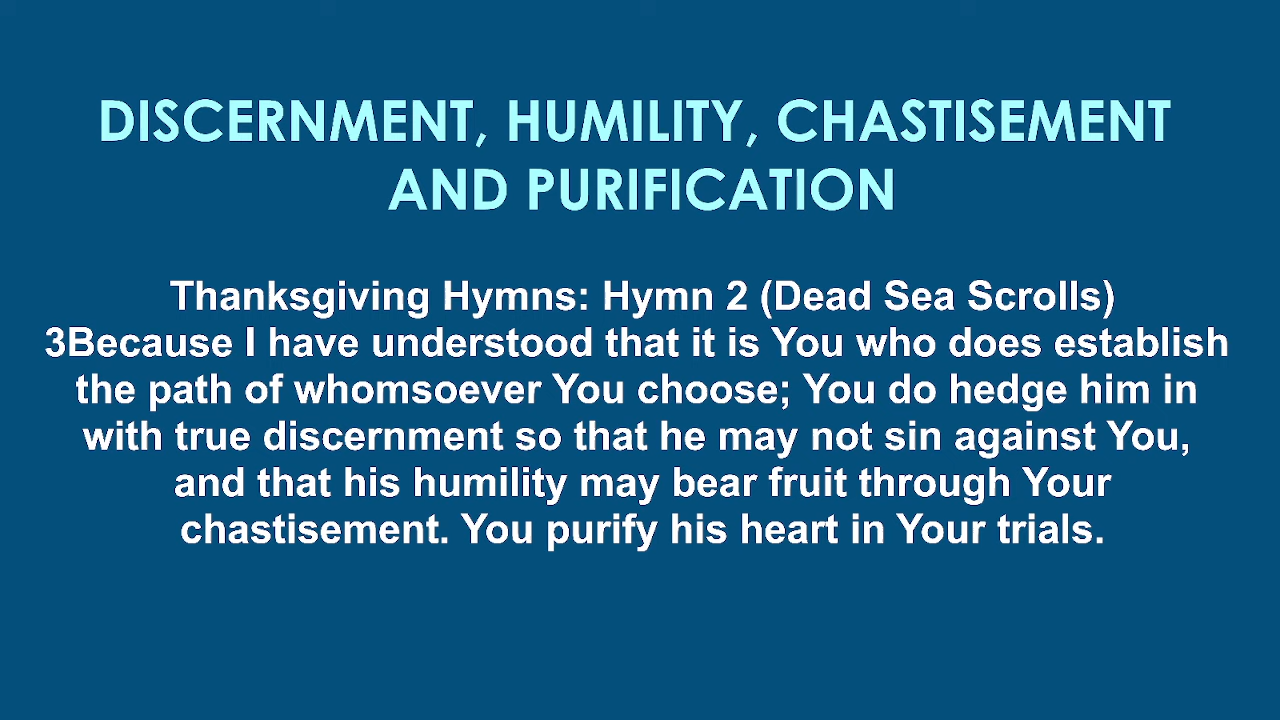 DISCERNMENT, HUMILITY, CHASTISEMENT
AND PURIFICATION
Thanksgiving Hymns: Hymn 2 (Dead Sea Scrolls)
3Because I have understood that it is You who does establish
the path of whomsoever You choose; You do hedge him in
with true discernment so that he may not sin against You,
and that his humility may bear fruit through Your
chastisement. You purify his heart in Your trials.